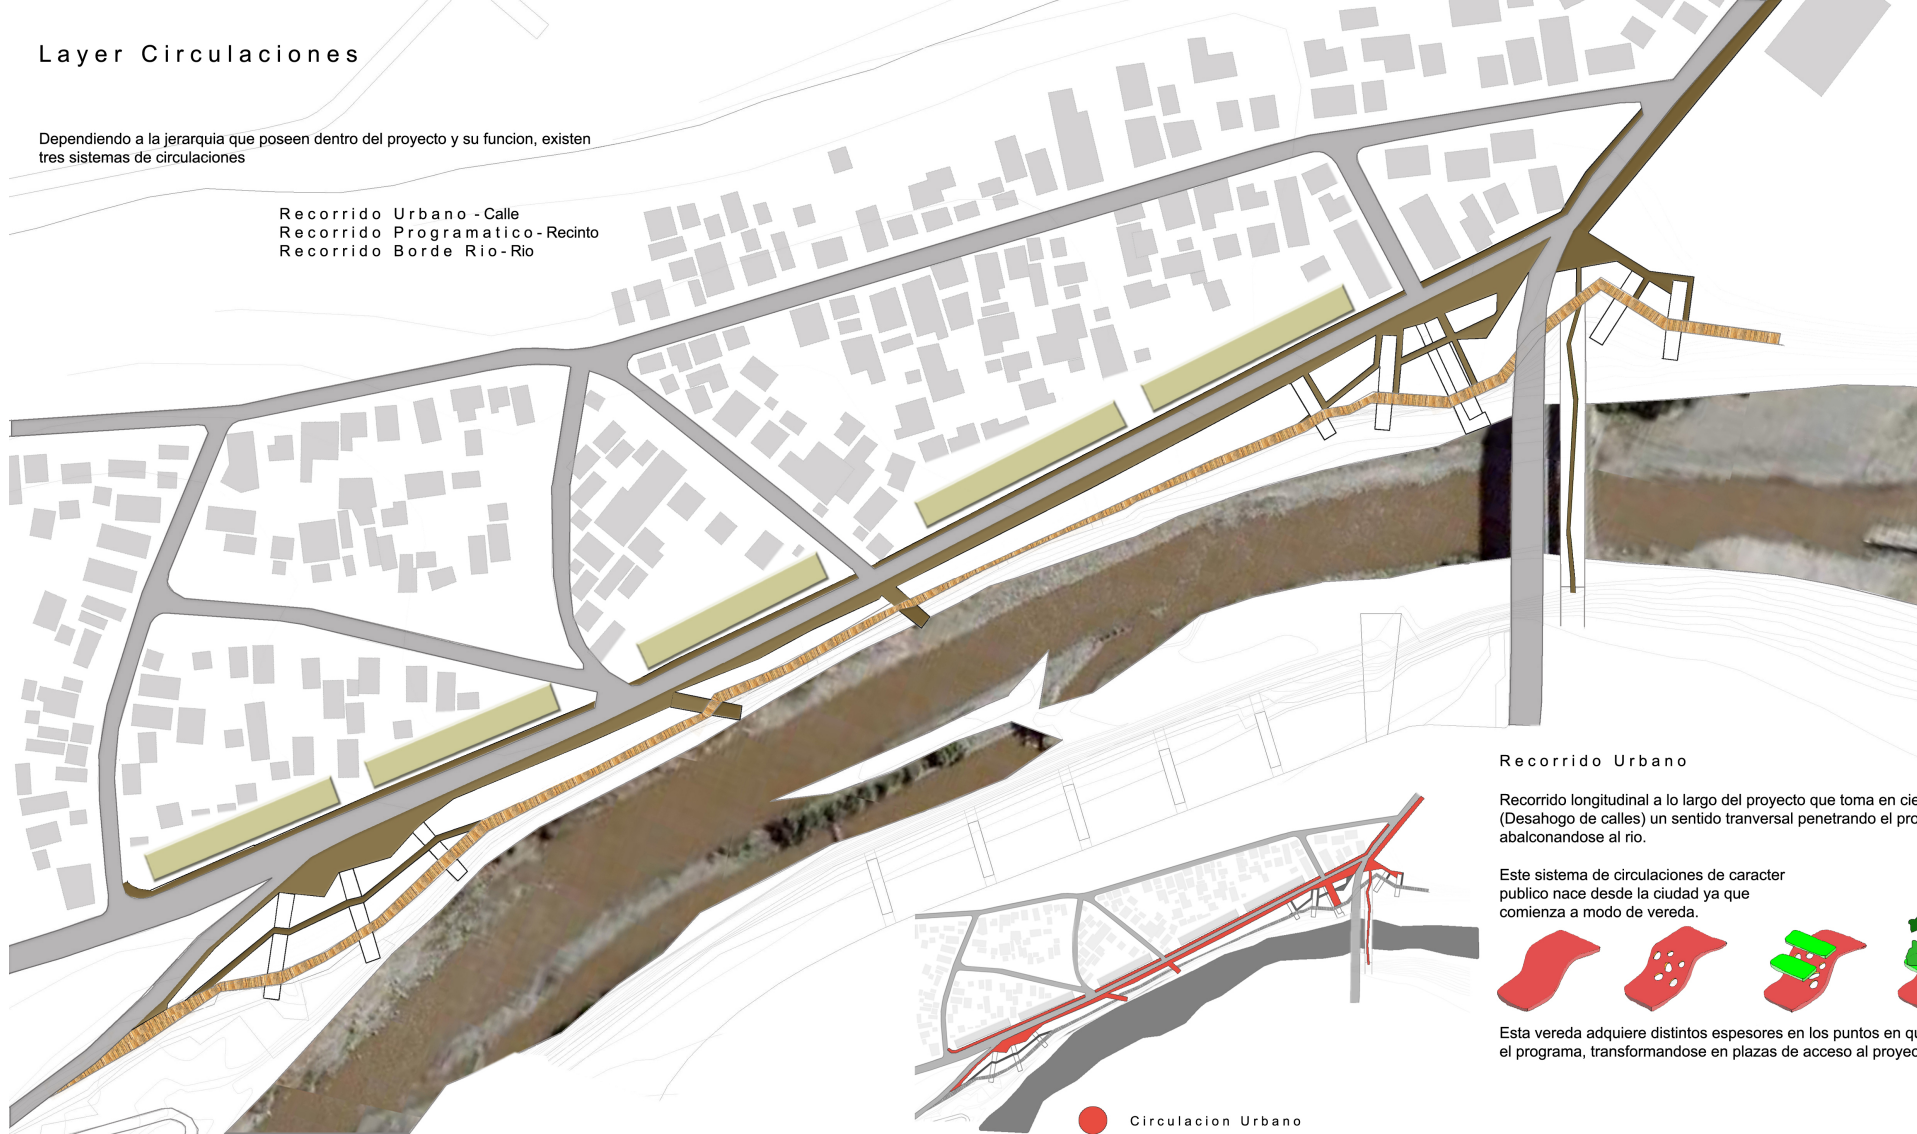 Layer Circulaciones
Dependiendo a la jerarquia que poseen dentro del proyecto y su funcion, existen
tres sistemas de circulaciones
Recorrido Urbano - Calle
Recorrido Programatico - Recinto
Recorrido Borde Rio - Rio
Recorrido Urbano
Recorrido longitudinal a lo largo del proyecto que toma en
(Desahogo de calles) un sentido tranversal penetrando el
abalconandose al rio.
Este sistema de circulaciones de caracter
publico nace desde la ciudad ya que
comienza a modo de vereda.
Esta vereda adquiere distintos espesores en los puntos en
el programa, transformandose en plazas de acceso al
Circulacion Urbano